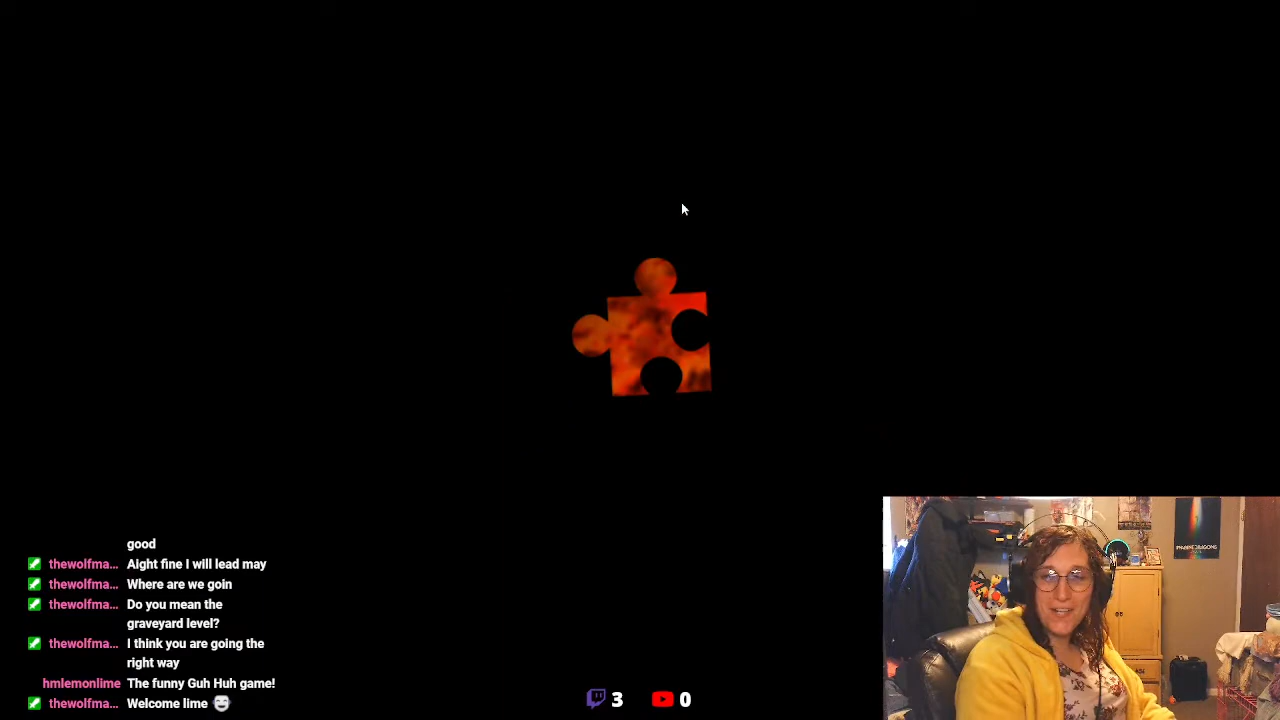 good
thewolfma... Aight fine I will lead may
thewolfma... Where are we goin
thewolfma... Do you mean the
graveyard level?
thewolfma... I think you are going the
right way
hmlemonlime The funny Guh Huh game!
thewolfma... Welcome lime
3 0
IMAGINE DRAGONS